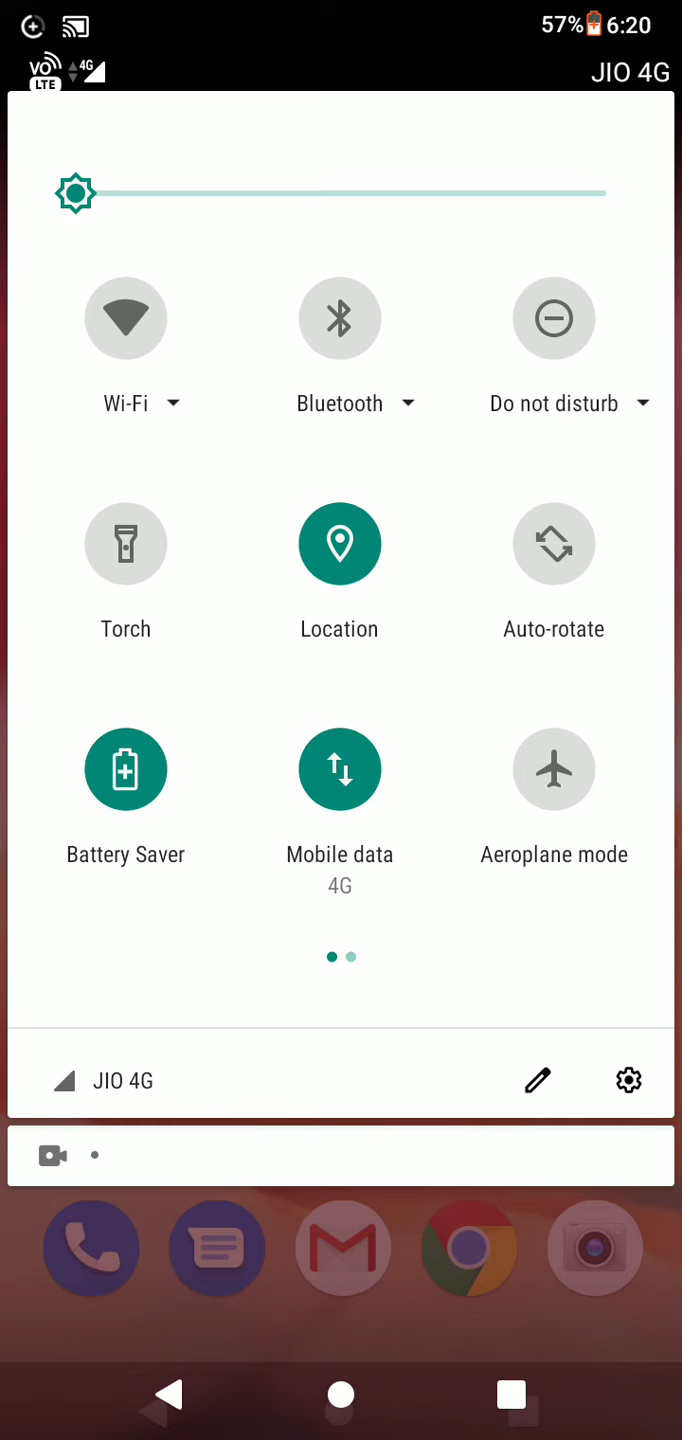 57% 6:20
VO LTE 4G JIO 4G
Wi-Fi Bluetooth Do not disturb
Torch Location Auto-rotate
Battery Saver Mobile data Aeroplane mode
4G
JIO 4G